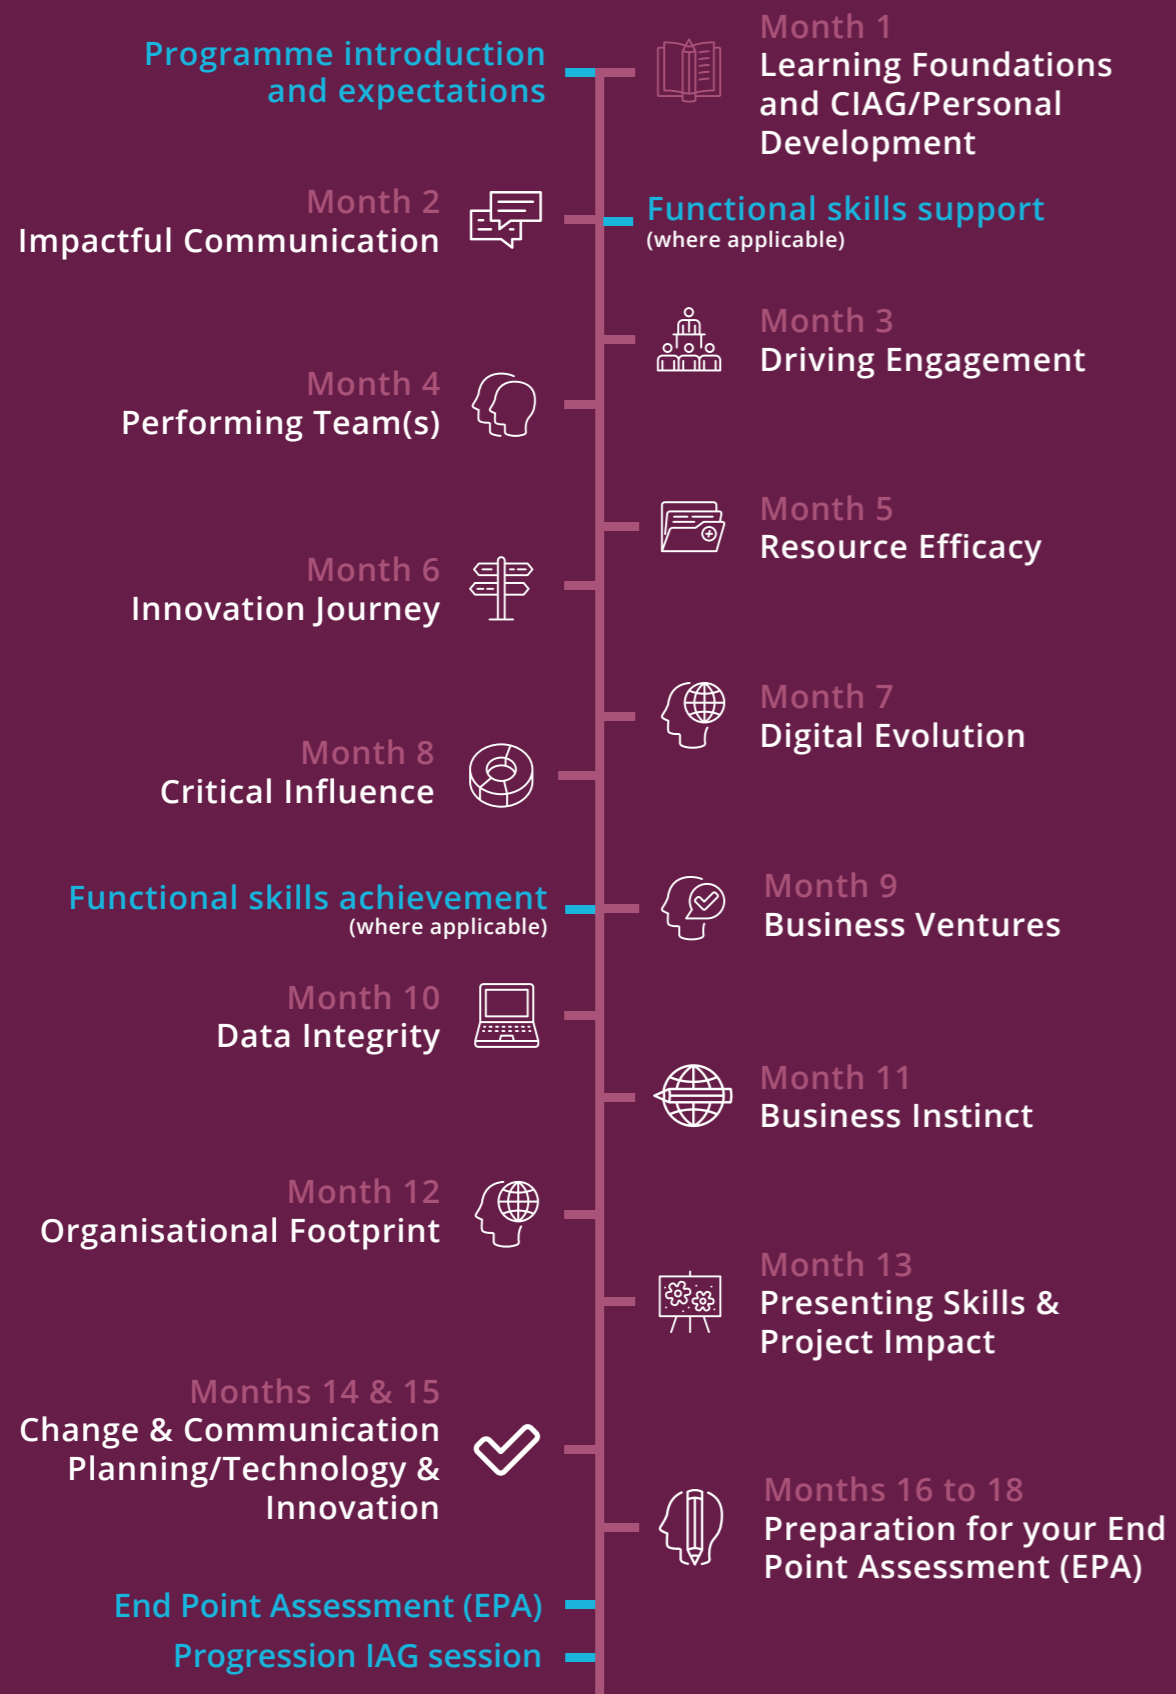 Programme introduction
and expectations
Month 1
Learning Foundations
and CIAG/Personal
Development
Month 2
Impactful Communication
Functional skills support
(where applicable)
Month 3
Driving Engagement
Month 4
Performing Team(s)
Month 5
Resource Efficacy
Month 6
Innovation Journey
Month 7
Digital Evolution
Month 8
Critical Influence
Functional skills achievement
(where applicable)
Month 9
Business Ventures
Month 10
Data Integrity
Month 11
Business Instinct
Month 12
Organisational Footprint
Month 13
Presenting Skills &
Project Impact
Months 14 & 15
Change & Communication
Planning/Technology &
Innovation
Months 16 to 18
Preparation for your End
Point Assessment (EPA)
End Point Assessment (EPA)
Progression IAG session